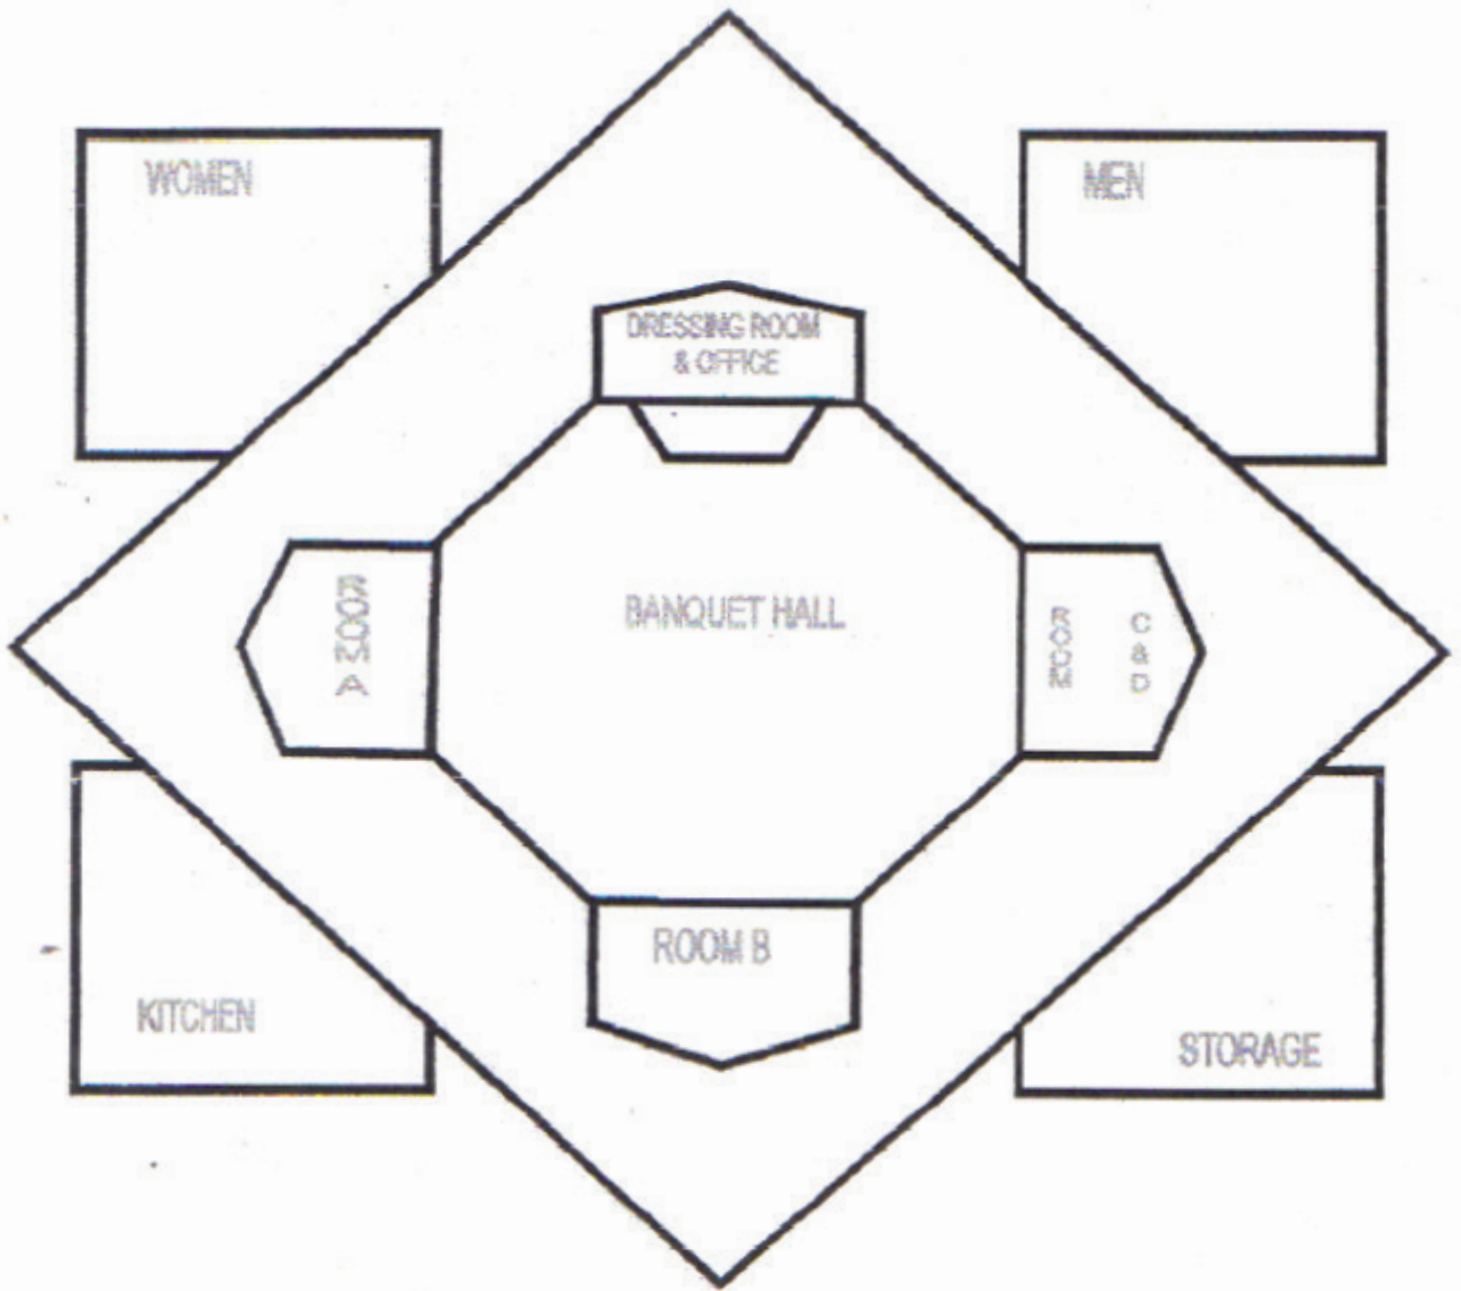 WOMEN
MEN
DRESSING ROOM
& OFFICE
ROOM A
BANQUET HALL
ROOM
C&D
ROOM B
KITCHEN
STORAGE